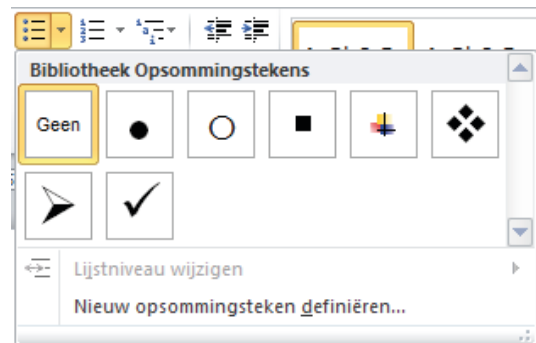 Bibliotheek Opsommingstekens
Geen
Lijstniveau wijzigen
Nieuw opsommingsteken definiëren...